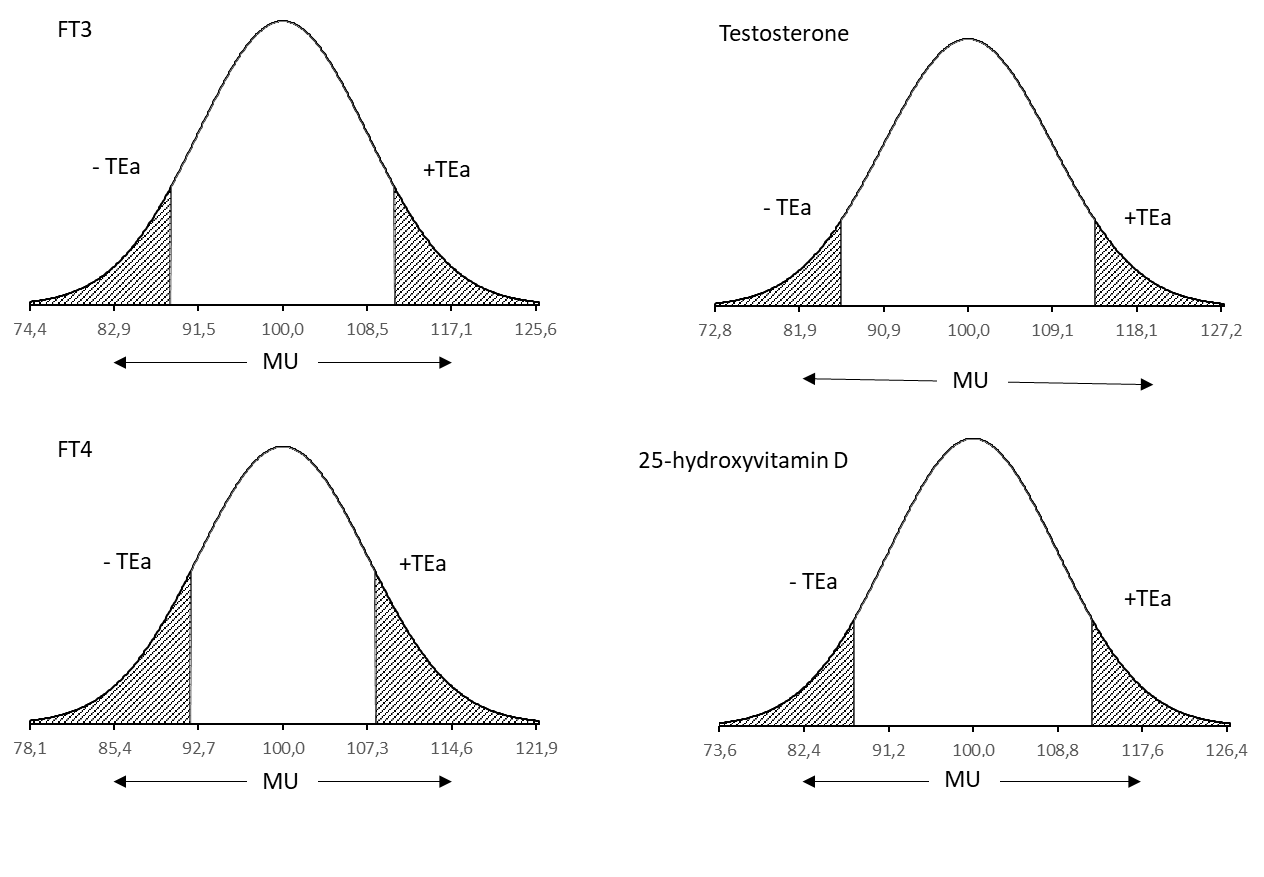 FT3
- TEa
+TEa
74,4 82,9 91,5 100,0 108,5 117,1 125,6
MU
Testosterone
- TEa
+TEa
72,8 81,9 90,9 100,0 109,1 118,1 127,2
MU
FT4
- TEa
+TEa
78,1 85,4 92,7 100,0 107,3 114,6 121,9
MU
25-hydroxyvitamin D
- TEa
+TEa
73,6 82,4 91,2 100,0 108,8 117,6 126,4
MU